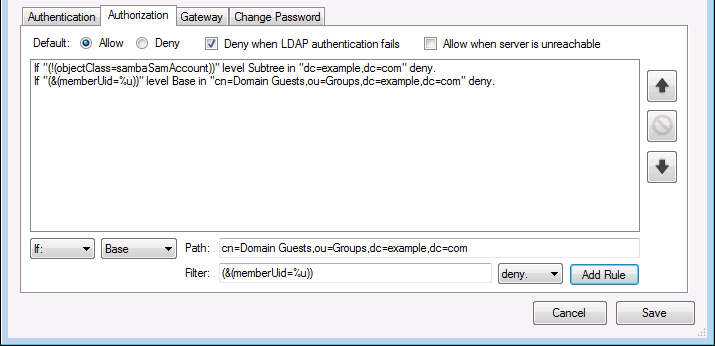 Authentication Authorization Gateway Change Password
Default: Allow Deny Deny when LDAP authentication fails Allow when server is unreachable
If "(!(objectClass=sambaSamAccount))" level Subtree in "dc=example,dc=com" deny.
If "(&(memberUid=%u))" level Base in "cn=Domain Guests,ou=Groups,dc=example,dc=com" deny.
If: Base Path: cn=Domain Guests,ou=Groups,dc=example,dc=com
Filter: (&(memberUid=%u)) deny. Add Rule
Cancel Save